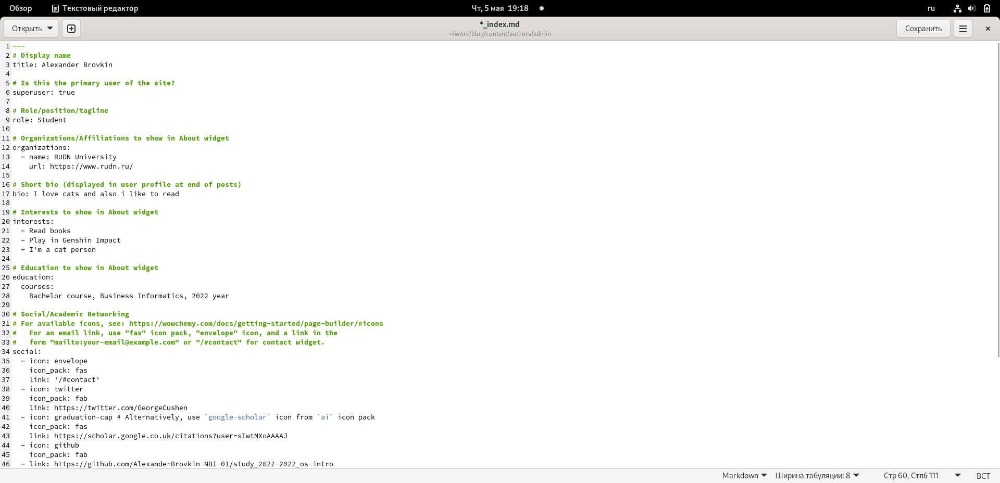 Обзор Текстовый редактор Чт, 5 мая 19:18 ru
Открыть *_index.md Сохранить
~/work/blog/content/authors/admin
1 ---
2 # Display name
3 title: Alexander Brovkin
4
5 # Is this the primary user of the site?
6 superuser: true
7
8 # Role/position/tagline
9 role: Student
10
11 # Organizations/Affiliations to show in About widget
12 organizations:
13   - name: RUDN University
14     url: https://www.rudn.ru/
15
16 # Short bio (displayed in user profile at end of posts)
17 bio: I love cats and also i like to read
18
19 # Interests to show in About widget
20 interests:
21   - Read books
22   - Play in Genshin Impact
23   - I'm a cat person
24
25 # Education to show in About widget
26 education:
27   courses:
28     Bachelor course, Business Informatics, 2022 year
29
30 # Social/Academic Networking
31 # For available icons, see: https://wowchemy.com/docs/getting-started/page-builder/#icons
32 #   For an email link, use "fas" icon pack, "envelope" icon, and a link in the
33 #   form "mailto:your-email@example.com" or "/#contact" for contact widget.
34 social:
35   - icon: envelope
36     icon_pack: fas
37     link: '/#contact'
38   - icon: twitter
39     icon_pack: fab
40     link: https://twitter.com/GeorgeCushen
41   - icon: graduation-cap # Alternatively, use `google-scholar` icon from `ai` icon pack
42     icon_pack: fas
43     link: https://scholar.google.co.uk/citations?user=sIwtMXoAAAAJ
44   - icon: github
45     icon_pack: fab
46   - link: https://github.com/AlexanderBrovkin-NBI-01/study_2021-2022_os-intro
Markdown Ширина табуляции: 8 Стр 60, Стлб 111 ВСТ